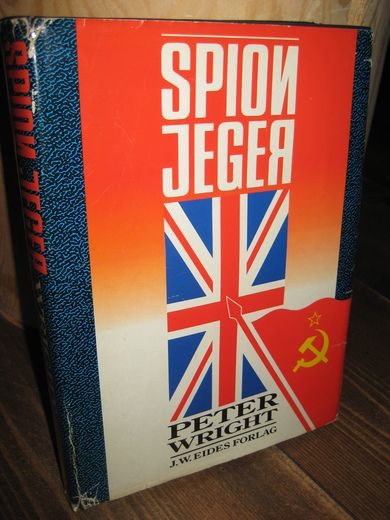 SPION
JEGER
PETER
WRIGHT
J.W. EIDES FORLAG
SPION JEGER